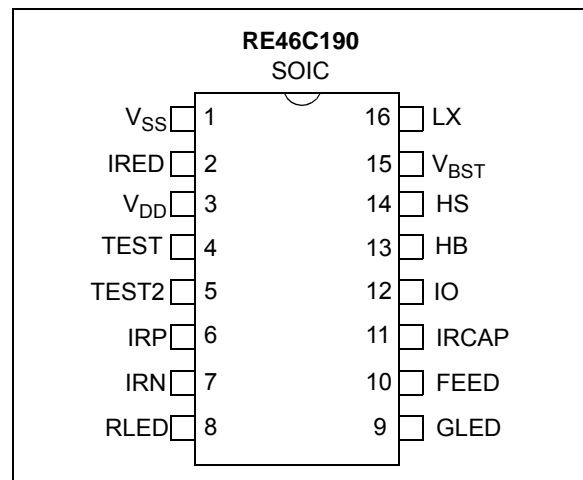 RE46C190
SOIC
VSS 1 16 LX
IRED 2 15 VBST
VDD 3 14 HS
TEST 4 13 HB
TEST2 5 12 IO
IRP 6 11 IRCAP
IRN 7 10 FEED
RLED 8 9 GLED